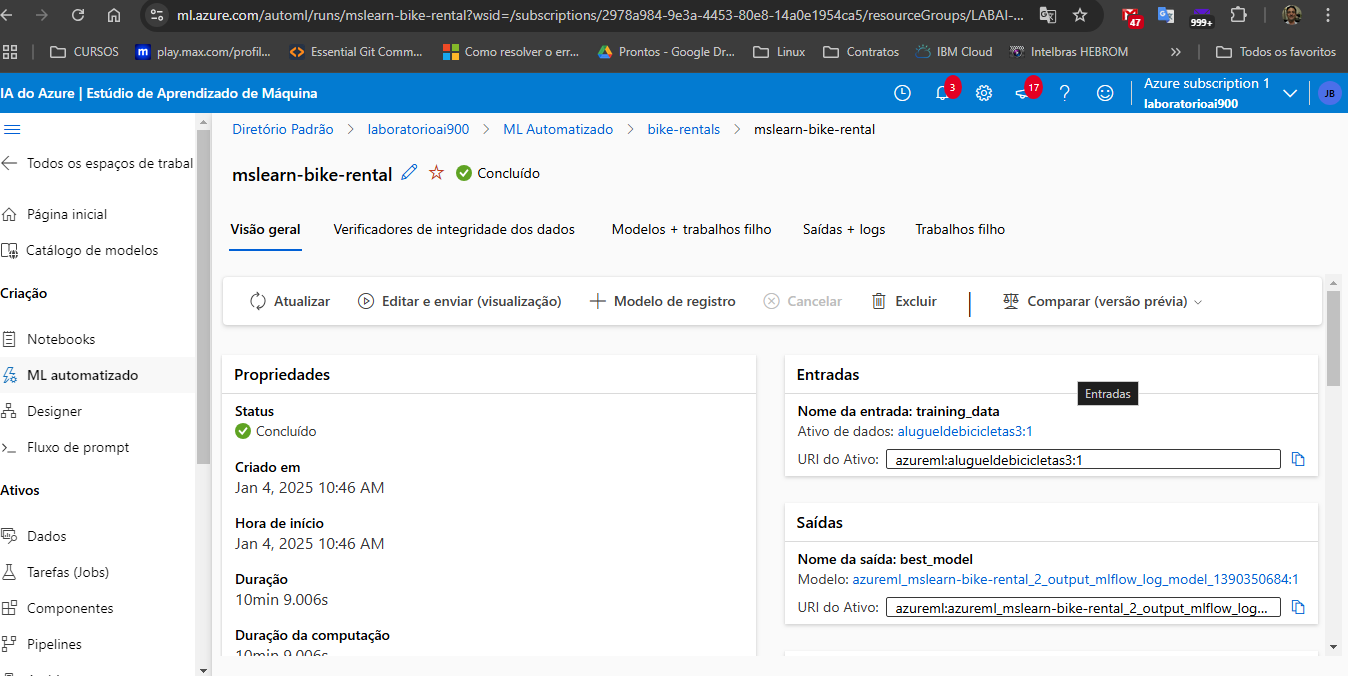 ml.azure.com/automl/runs/mslearn-bike-rental?wsid=/subscriptions/2978a984-9e3a-4453-80e8-14a0e1954ca5/resourceGroups/LABAI-...
47
999+
CURSOS
play.max.com/profil...
Essential Git Comm...
Como resolver o err...
Prontos - Google Dr...
Linux
Contratos
IBM Cloud
Intelbras HEBROM
»
Todos os favoritos
IA do Azure | Estúdio de Aprendizado de Máquina
3
17
Azure subscription 1
laboratorioai900
JB
Todos os espaços de trabal
Página inicial
Catálogo de modelos
Criação
Notebooks
ML automatizado
Designer
Fluxo de prompt
Ativos
Dados
Tarefas (Jobs)
Componentes
Pipelines
Diretório Padrão > laboratorioai900 > ML Automatizado > bike-rentals > mslearn-bike-rental
mslearn-bike-rental
Concluído
Visão geral
Verificadores de integridade dos dados
Modelos + trabalhos filho
Saídas + logs
Trabalhos filho
Atualizar
Editar e enviar (visualização)
Modelo de registro
Cancelar
Excluir
Comparar (versão prévia)
Propriedades
Status
Concluído
Criado em
Jan 4, 2025 10:46 AM
Hora de início
Jan 4, 2025 10:46 AM
Duração
10min 9.006s
Duração da computação
10min 9.006s
Entradas
Entradas
Nome da entrada: training_data
Ativo de dados: alugueldebicicletas3:1
URI do Ativo: azureml:alugueldebicicletas3:1
Saídas
Nome da saída: best_model
Modelo: azureml_mslearn-bike-rental_2_output_mlflow_log_model_1390350684:1
URI do Ativo: azureml:azureml_mslearn-bike-rental_2_output_mlflow_log...